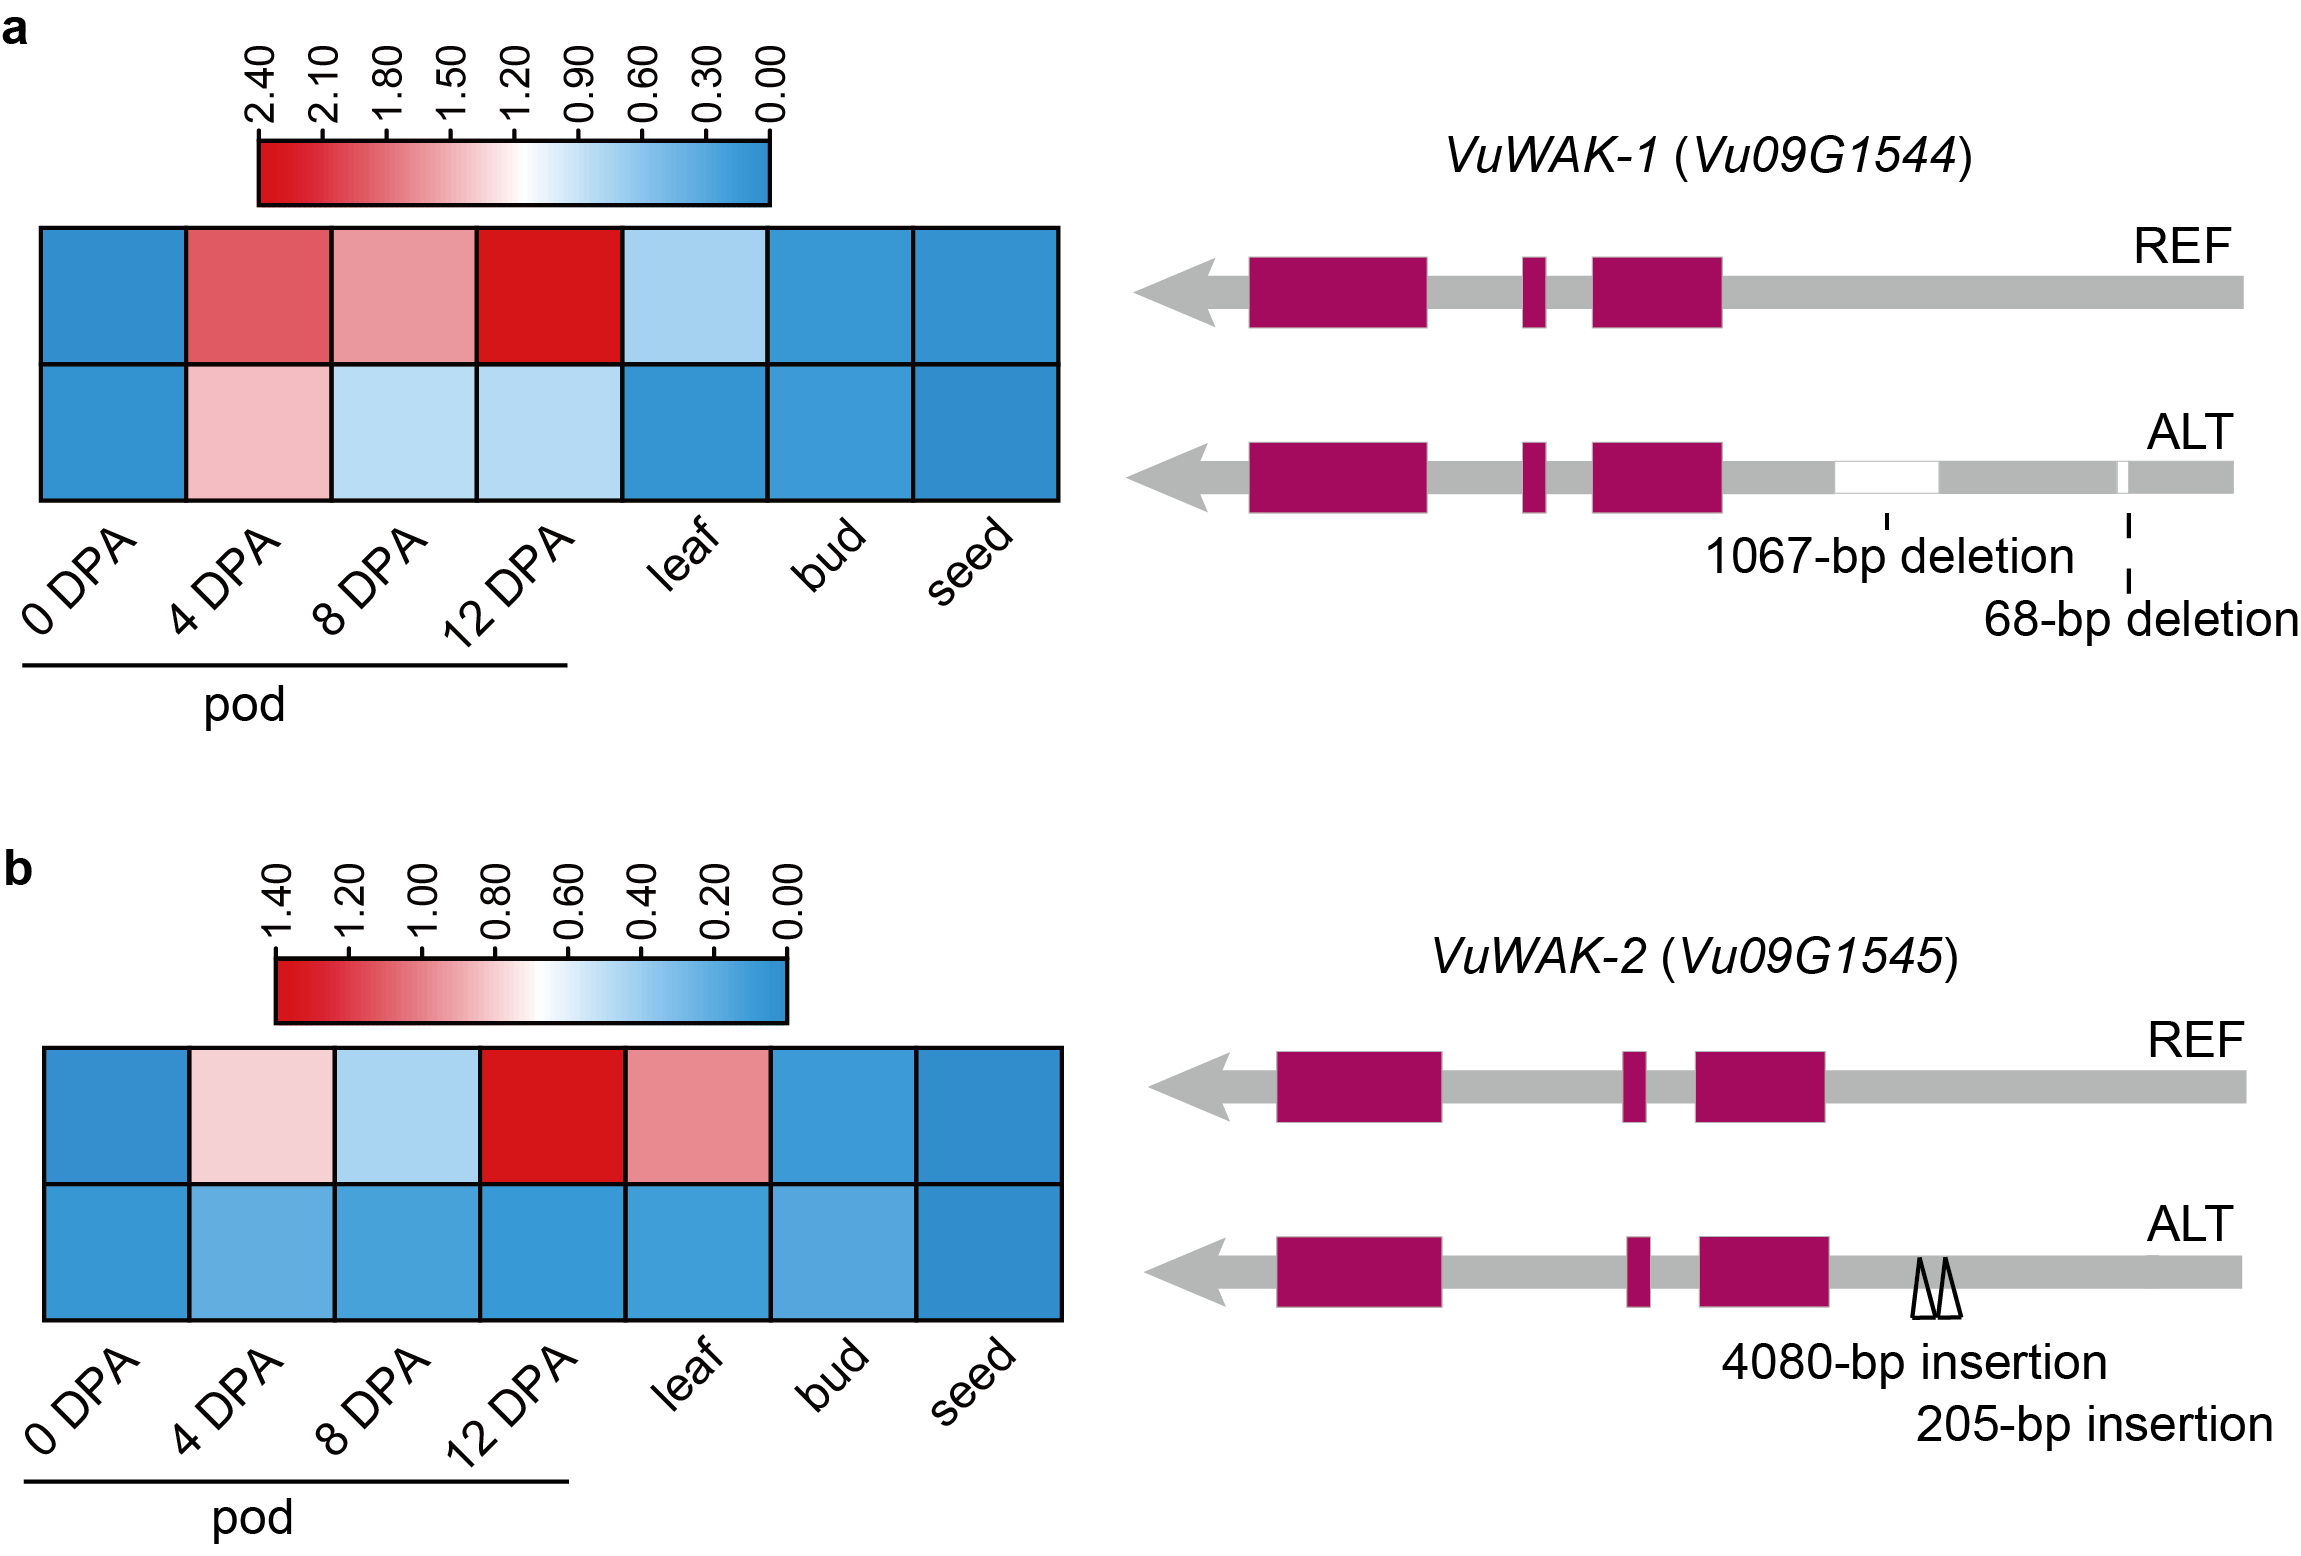 a
2.40 2.10 1.80 1.50 1.20 0.90 0.60 0.30 0.00
VuWAK-1 (Vu09G1544)
REF
ALT
1067-bp deletion
68-bp deletion
0 DPA 4 DPA 8 DPA 12 DPA leaf bud seed
pod
b
1.40 1.20 1.00 0.80 0.60 0.40 0.20 0.00
VuWAK-2 (Vu09G1545)
REF
ALT
4080-bp insertion
205-bp insertion
0 DPA 4 DPA 8 DPA 12 DPA leaf bud seed
pod